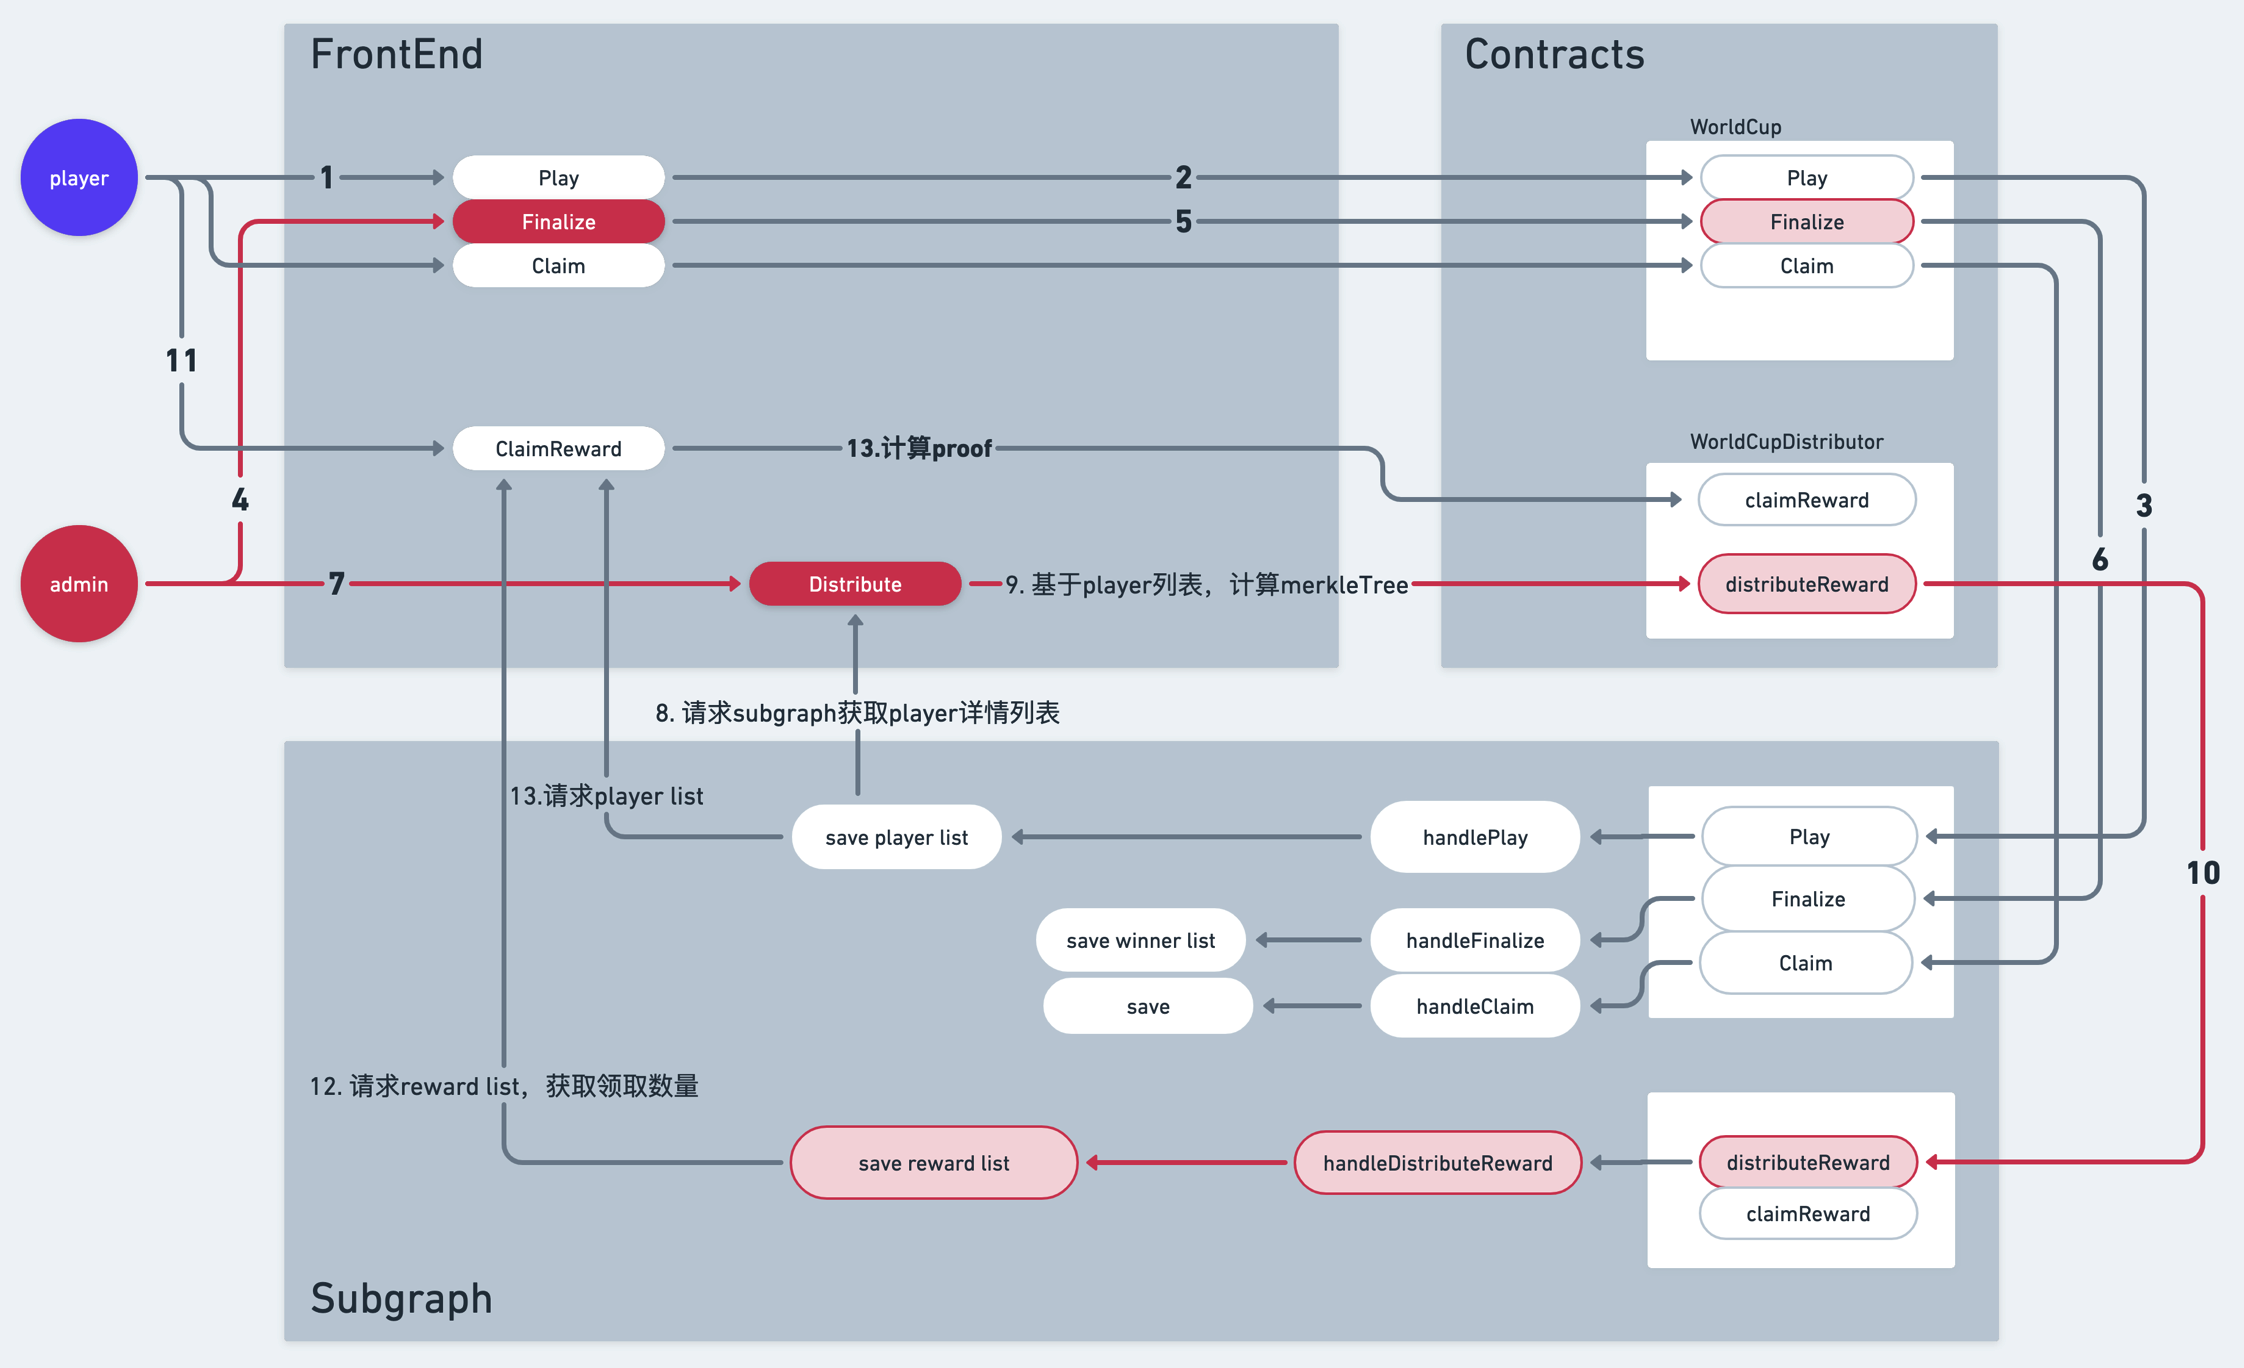 FrontEnd
Contracts
WorldCup
player
1
Play
2
Play
Finalize
5
Finalize
Claim
Claim
11
WorldCupDistributor
ClaimReward
13.计算proof
claimReward
4
3
6
admin
7
Distribute
9. 基于player列表，计算merkleTree
distributeReward
8. 请求subgraph获取player详情列表
13.请求player list
save player list
handlePlay
Play
10
Finalize
save winner list
handleFinalize
Claim
save
handleClaim
12. 请求reward list，获取领取数量
save reward list
handleDistributeReward
distributeReward
claimReward
Subgraph